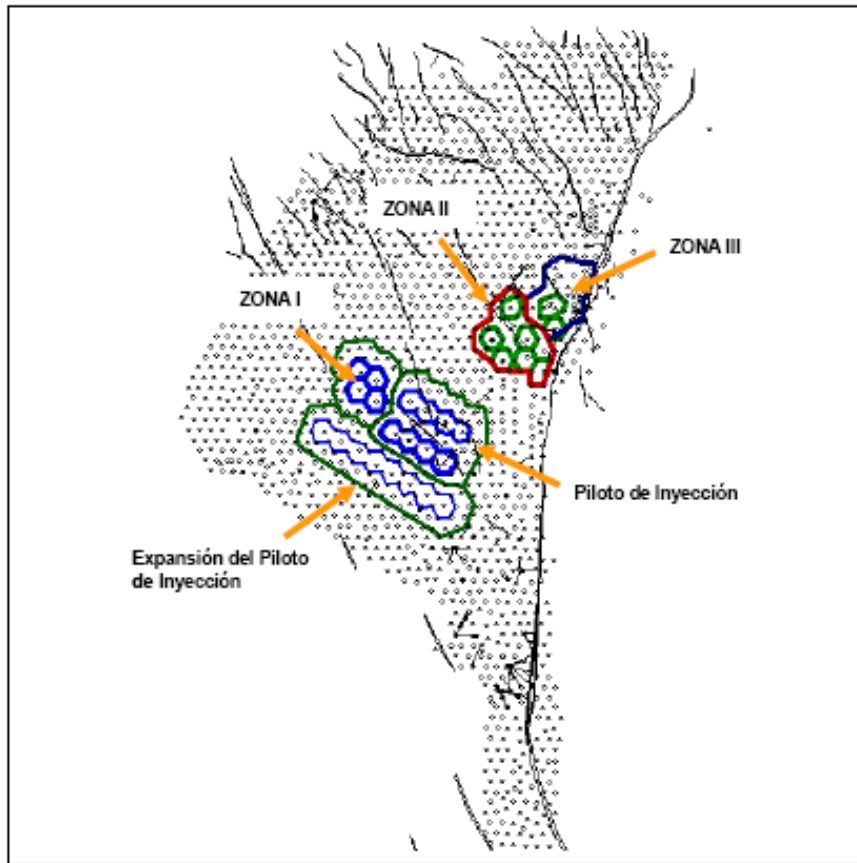 ZONA II
ZONA III
ZONA I
Piloto de Inyección
Expansión del Piloto
de Inyección